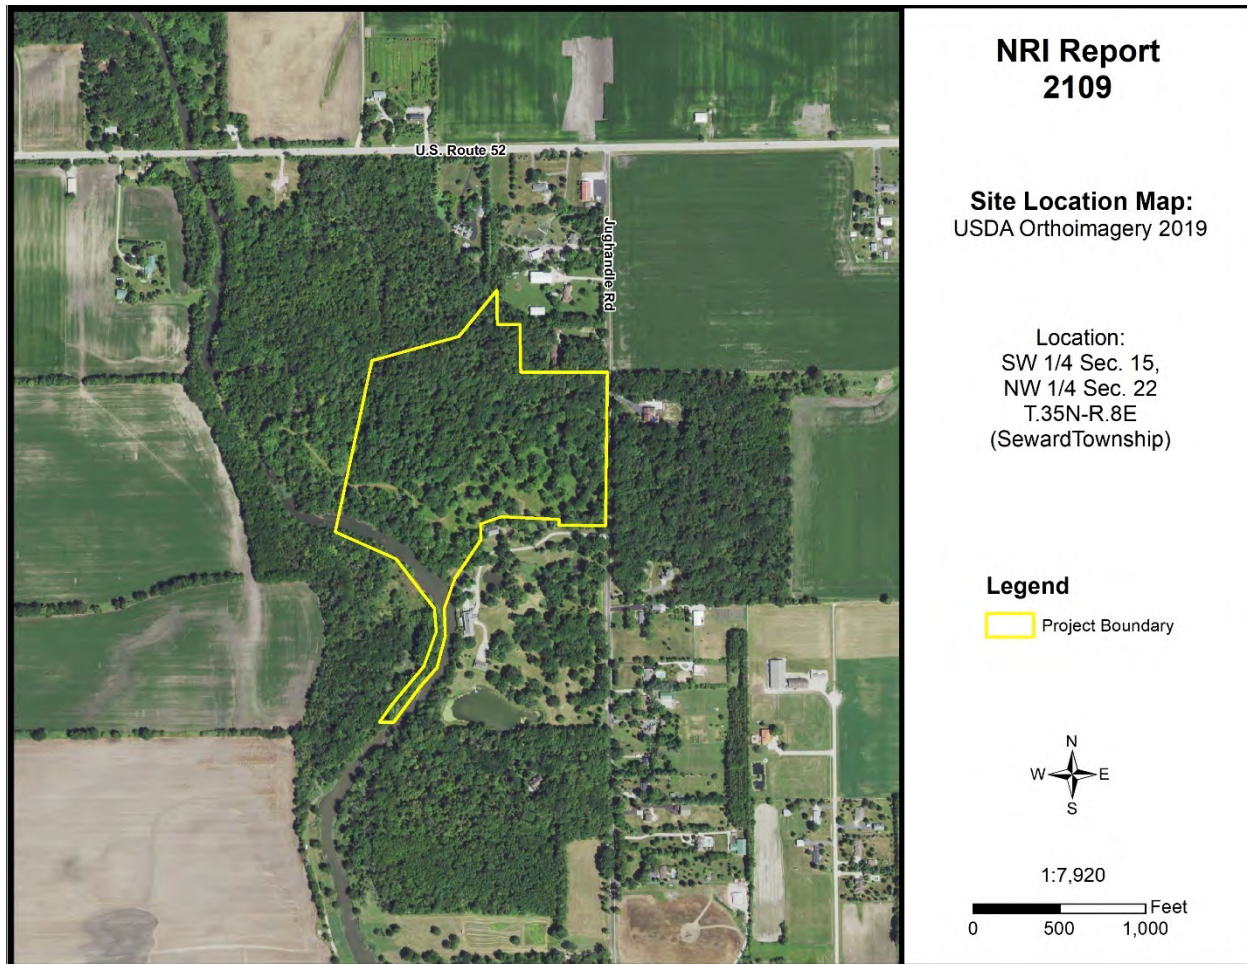 NRI Report
2109
Site Location Map:
USDA Orthoimagery 2019
Location:
SW 1/4 Sec. 15,
NW 1/4 Sec. 22
T.35N-R.8E
(SewardTownship)
Legend
Project Boundary
N
W E
S
1:7,920
Feet
0 500 1,000
U.S. Route 52
Jughandle Rd